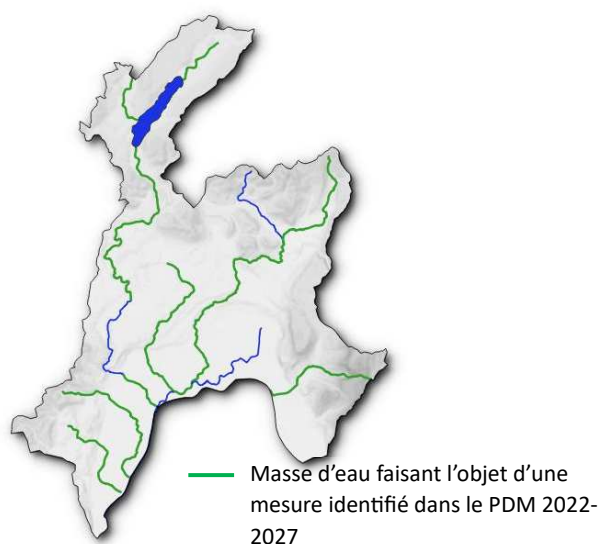 Masse d’eau faisant l’objet d’une
mesure identifié dans le PDM 2022-
2027